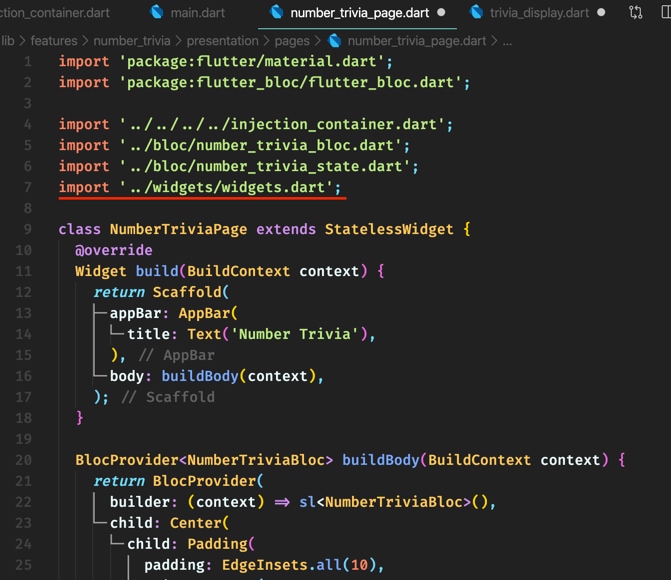 ction_container.dart main.dart number_trivia_page.dart trivia_display.dart
lib > features > number_trivia > presentation > pages > number_trivia_page.dart > ...
1 import 'package:flutter/material.dart';
2 import 'package:flutter_bloc/flutter_bloc.dart';
3
4 import '../../../../injection_container.dart';
5 import '../bloc/number_trivia_bloc.dart';
6 import '../bloc/number_trivia_state.dart';
7 import '../widgets/widgets.dart';
8
9 class NumberTriviaPage extends StatelessWidget {
10 @override
11 Widget build(BuildContext context) {
12 return Scaffold(
13 appBar: AppBar(
14 title: Text('Number Trivia'),
15 ), // AppBar
16 body: buildBody(context),
17 ); // Scaffold
18 }
19
20 BlocProvider<NumberTriviaBloc> buildBody(BuildContext context) {
21 return BlocProvider(
22 builder: (context) => sl<NumberTriviaBloc>(),
23 child: Center(
24 child: Padding(
25 padding: EdgeInsets.all(10),